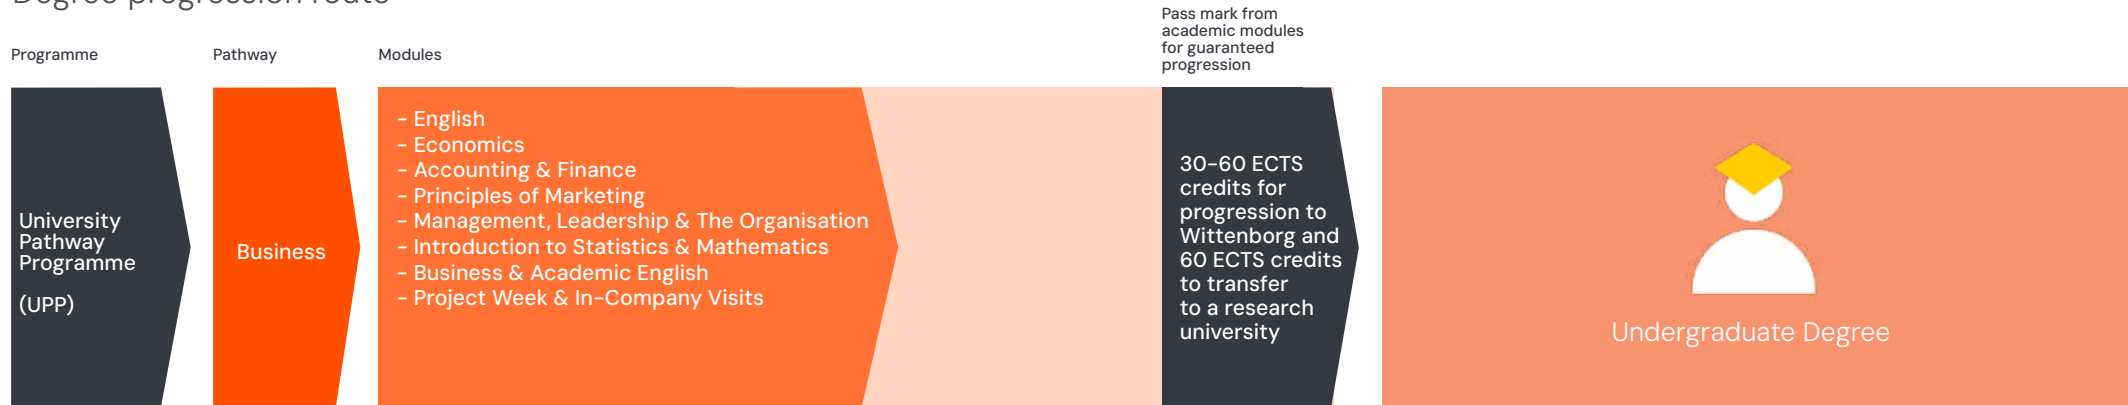 Degree progression route
Programme
Pathway
Modules
Pass mark from
academic modules
for guaranteed
progression
University
Pathway
Programme
(UPP)
Business
- English
- Economics
- Accounting & Finance
- Principles of Marketing
- Management, Leadership & The Organisation
- Introduction to Statistics & Mathematics
- Business & Academic English
- Project Week & In-Company Visits
30-60 ECTS
credits for
progression to
Wittenborg and
60 ECTS credits
to transfer
to a research
university
Undergraduate Degree